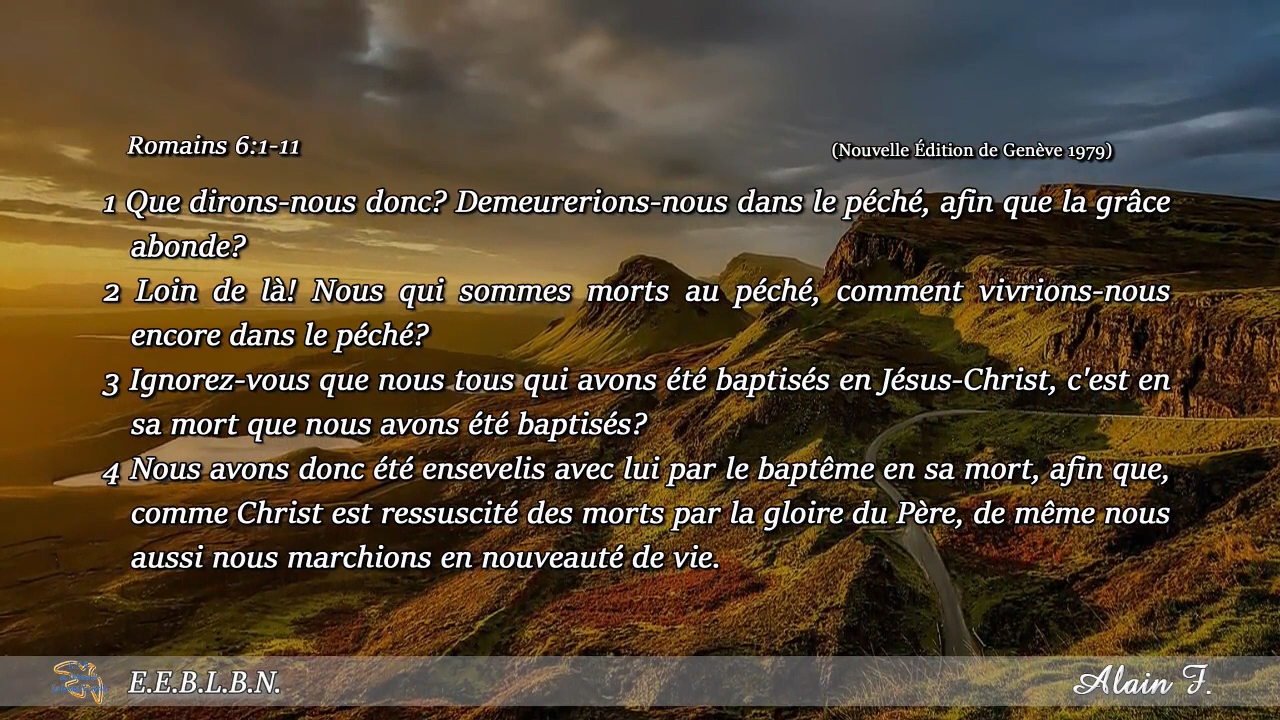 Romains 6:1-11
(Nouvelle Édition de Genève 1979)
1 Que dirons-nous donc? Demeurerions-nous dans le péché, afin que la grâce
abonde?
2 Loin de là! Nous qui sommes morts au péché, comment vivrions-nous
encore dans le péché?
3 Ignorez-vous que nous tous qui avons été baptisés en Jésus-Christ, c'est en
sa mort que nous avons été baptisés?
4 Nous avons donc été ensevelis avec lui par le baptême en sa mort, afin que,
comme Christ est ressuscité des morts par la gloire du Père, de même nous
aussi nous marchions en nouveauté de vie.
E.E.B.L.B.N.
Alain F.